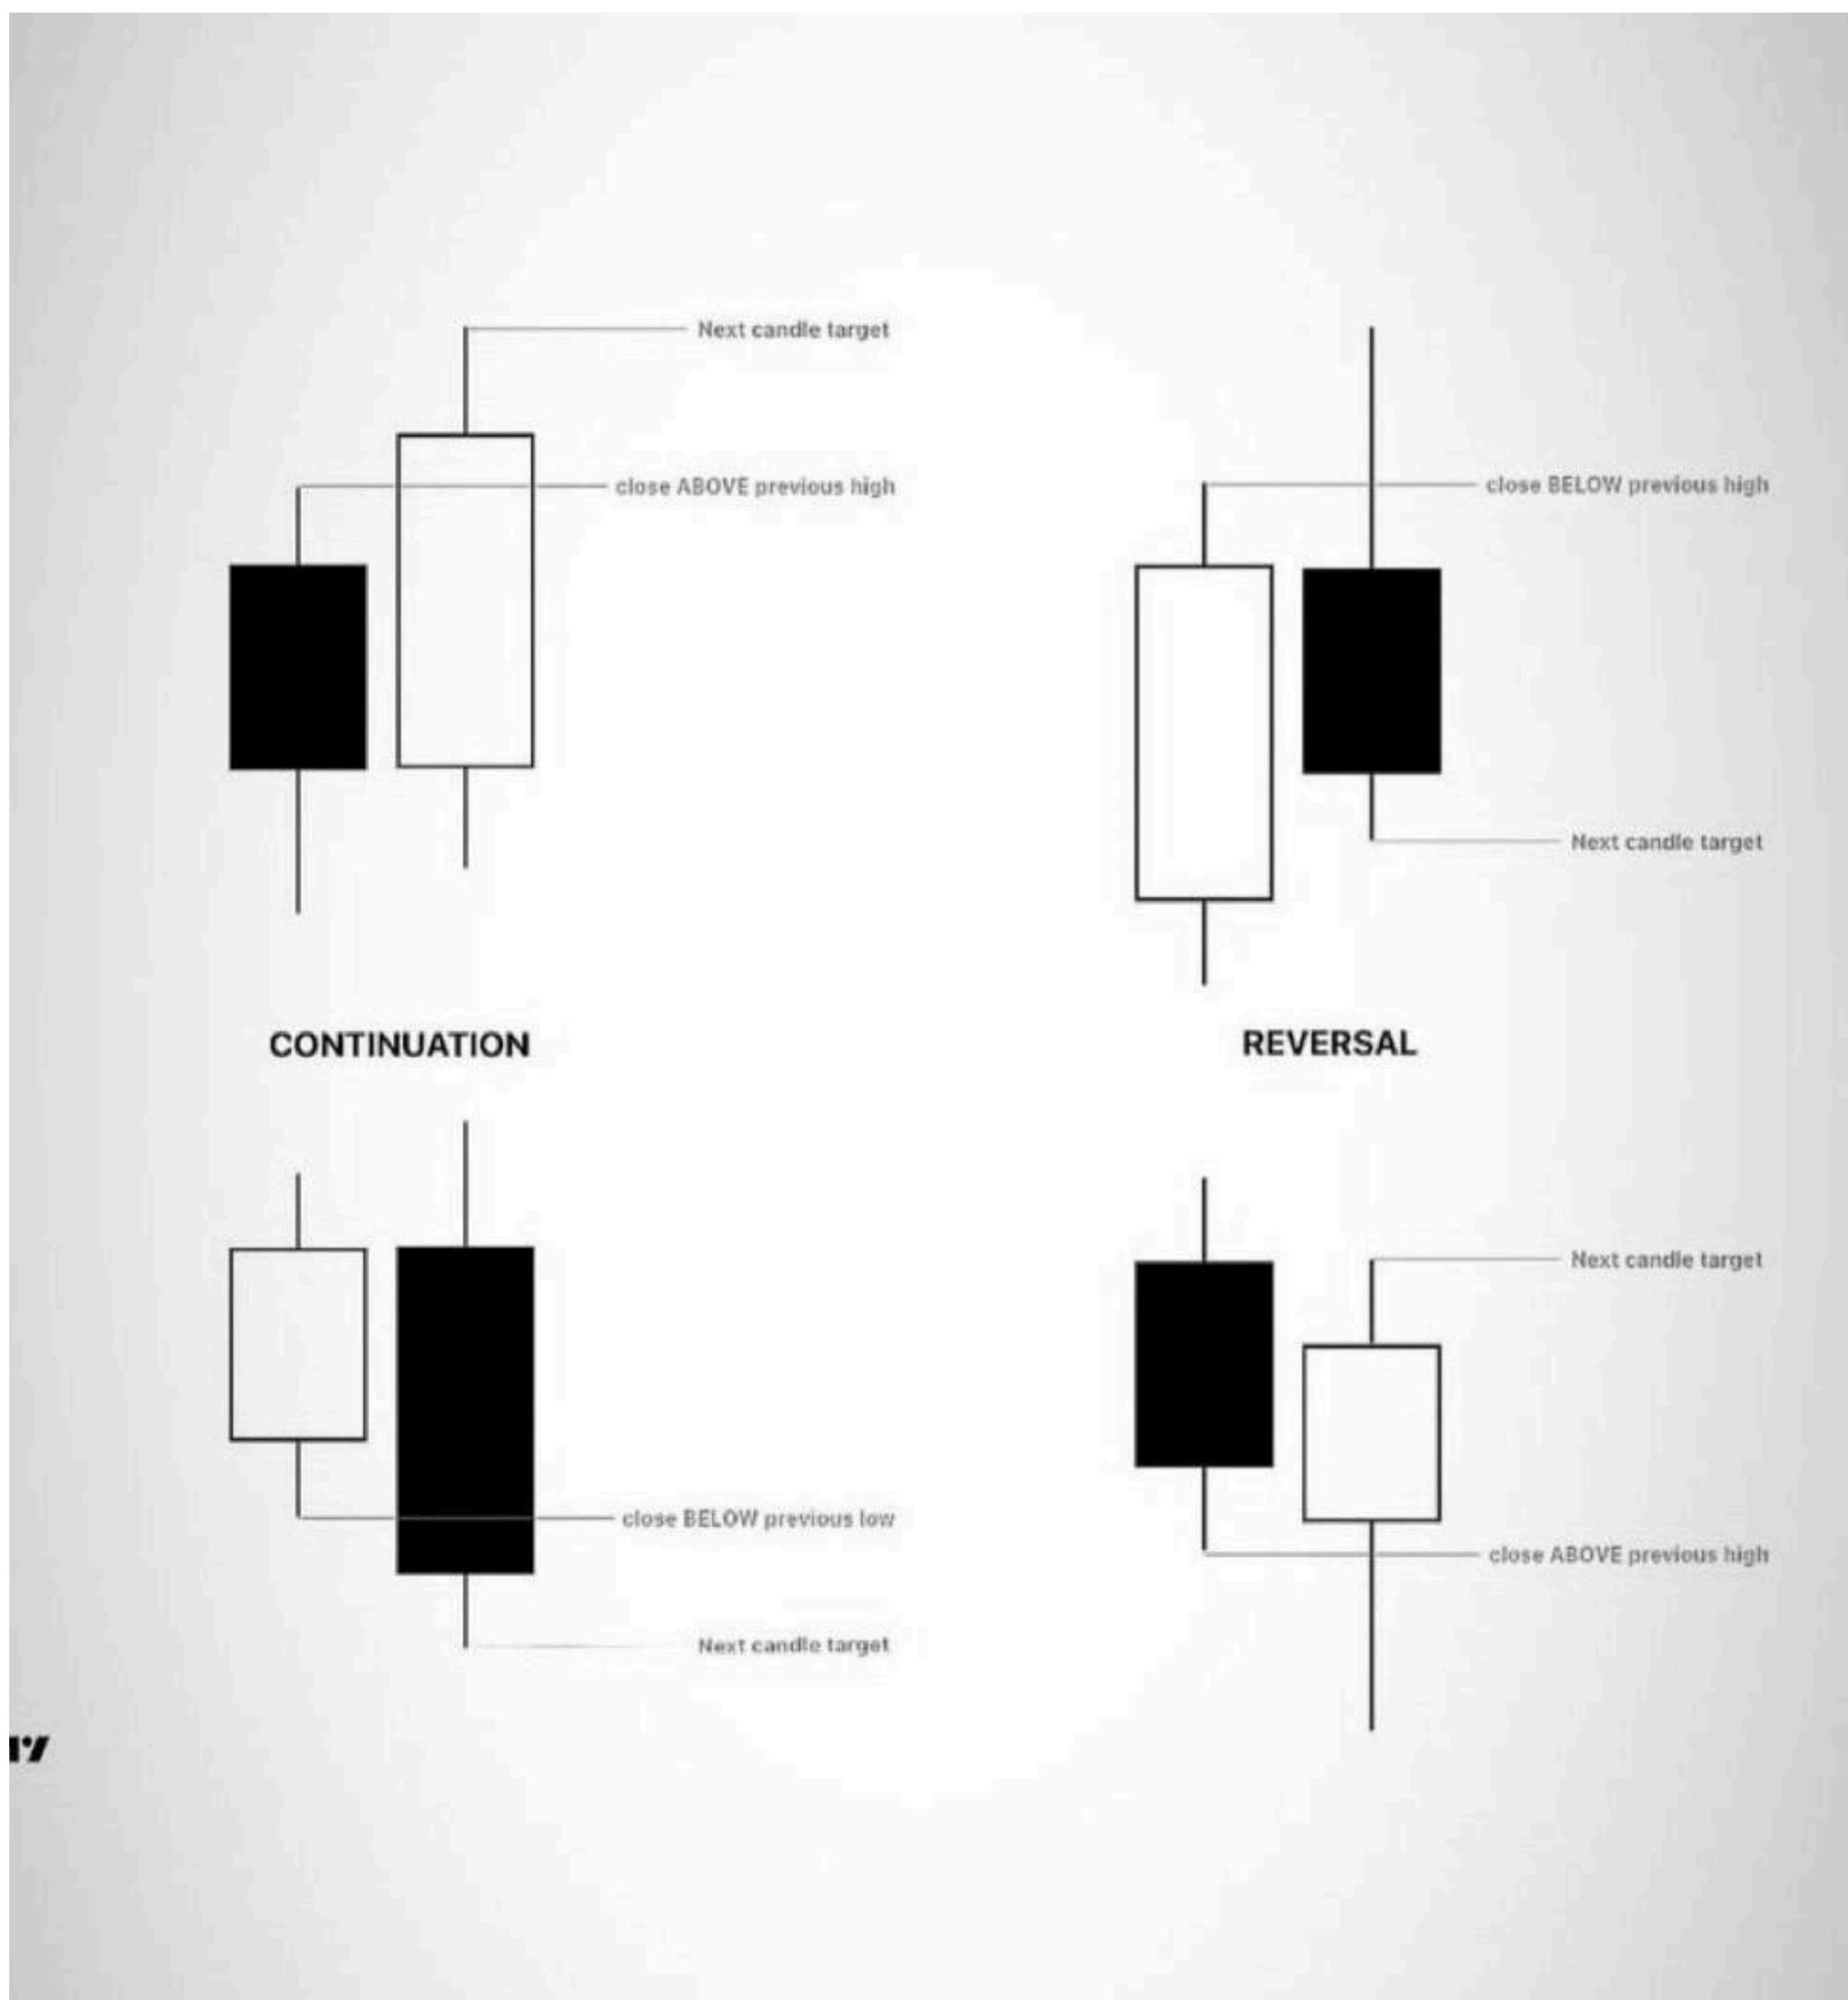 Next candle target
close ABOVE previous high
close BELOW previous high
Next candle target
CONTINUATION
REVERSAL
Next candle target
close BELOW previous low
close ABOVE previous high
Next candle target